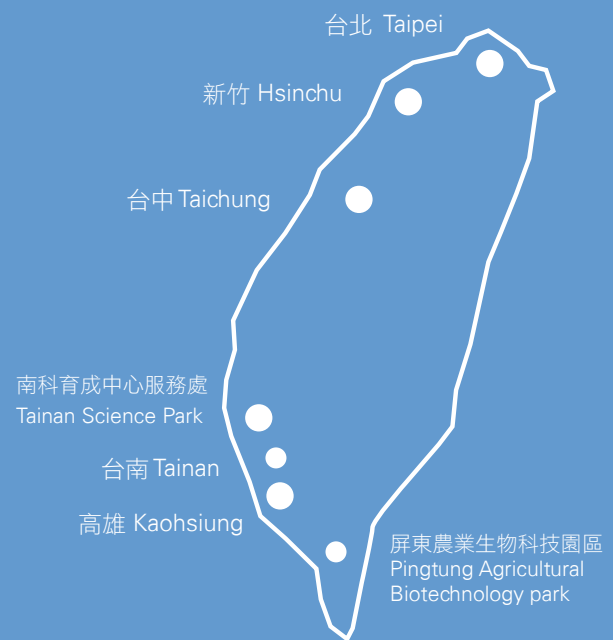 台北 Taipei
新竹 Hsinchu
台中 Taichung
南科育成中心服務處
Tainan Science Park
台南 Tainan
高雄 Kaohsiung
屏東農業生物科技園區
Pingtung Agricultural
Biotechnology park